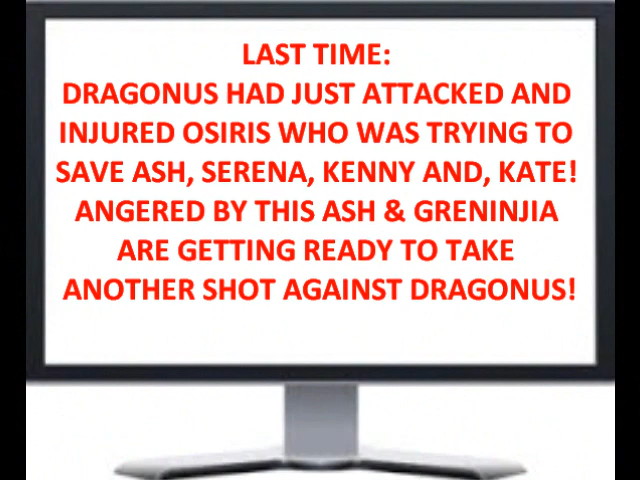 LAST TIME:
DRAGONUS HAD JUST ATTACKED AND
INJURED OSIRIS WHO WAS TRYING TO
SAVE ASH, SERENA, KENNY AND, KATE!
ANGERED BY THIS ASH & GRENINJIA
ARE GETTING READY TO TAKE
ANOTHER SHOT AGAINST DRAGONUS!